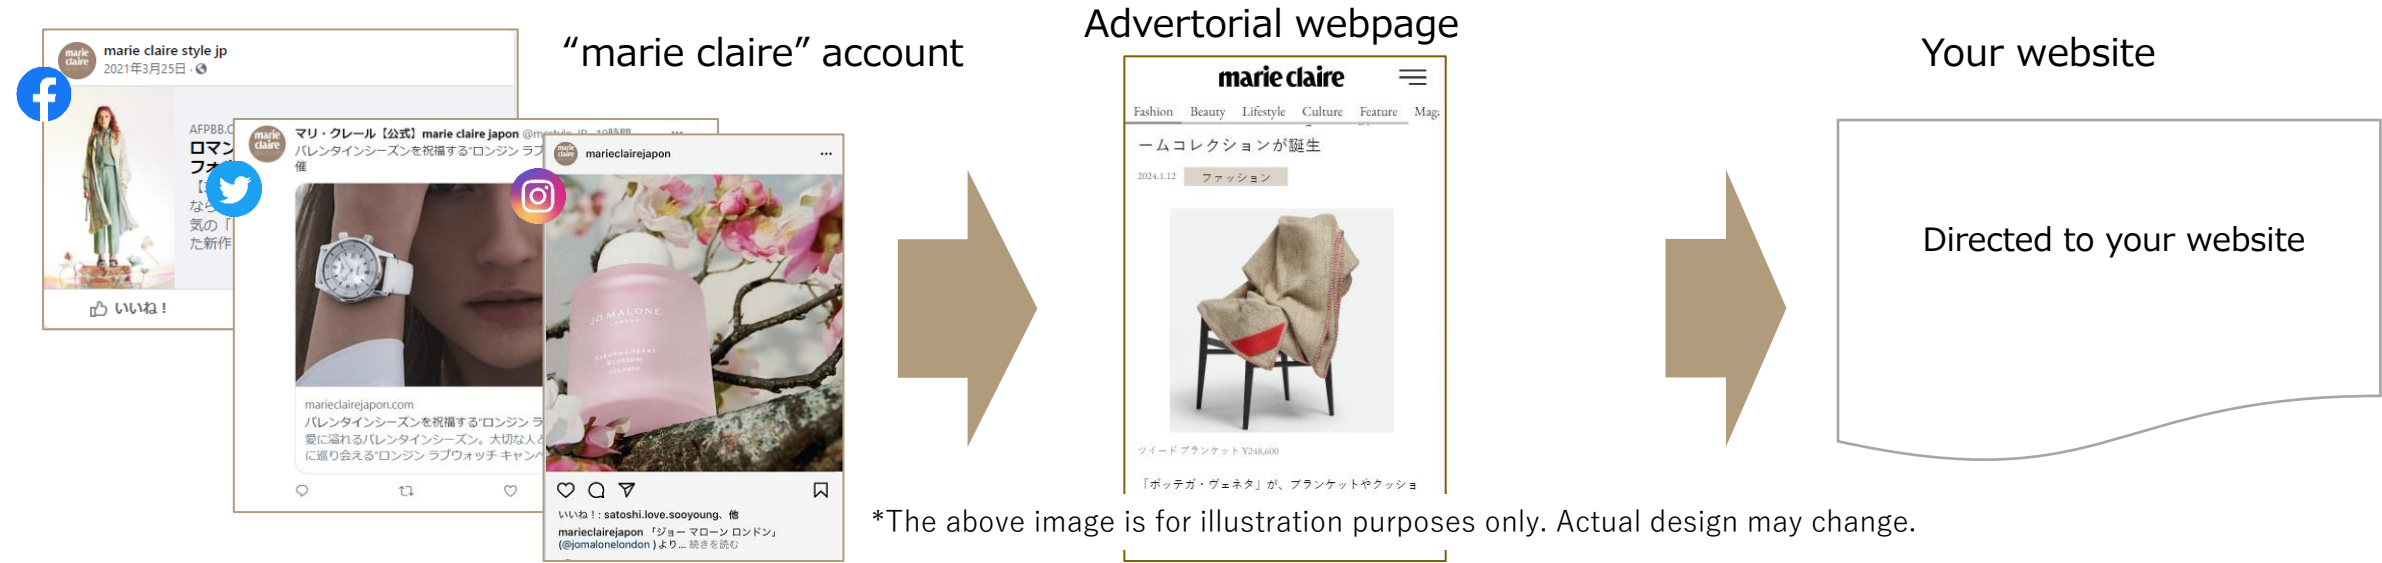 marie claire style jp
2021年3月25日
AFPBB.C
ロマン
フォ
なら
気の「
た新作
いいね！
“marie claire” account
marie claire
マリ・クレール【公式】marie claire japon
バレンタインシーズンを祝福する"ロンジン ラブ
催
marieclairejapon.com
バレンタインシーズンを祝福する"ロンジン ラ
愛に溢れるバレンタインシーズン。大切な人と
に巡り会える"ロンジン ラブウォッチ キャンペ
marie claire
marieclairejapon
JO MALONE
LONDON
SAKURA CHERRY
BLOSSOM
COLOGNE
いいね！: satoshi.love.sooyoung、他
marieclairejapon 「ジョー マローン ロンドン」
(@jomalonelondon ) より... 続きを読む
Advertorial webpage
marie claire
Fashion Beauty Lifestyle Culture Feature Mag
ームコレクションが誕生
2024.1.12 ファッション
ツイード ブランケット ¥248,600
「ボッテガ・ヴェネタ」が、ブランケットやクッショ
Your website
Directed to your website
*The above image is for illustration purposes only. Actual design may change.